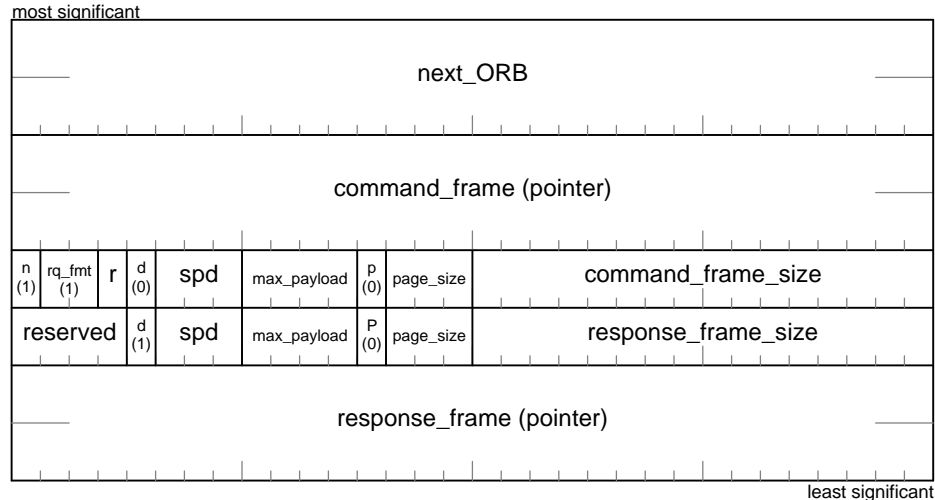 most significant
next_ORB
command_frame (pointer)
n (1) rq_fmt (1) r d (0) spd max_payload p (0) page_size command_frame_size
reserved d (1) spd max_payload P (0) page_size response_frame_size
response_frame (pointer)
least significant